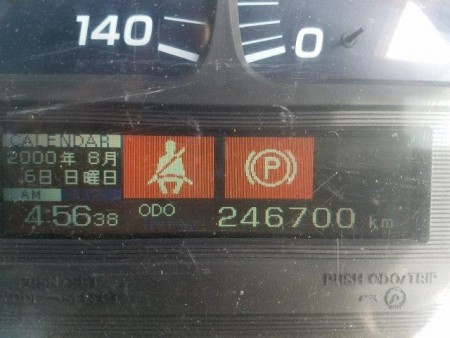 140
0
CALENDAR
2000年 8月
6日 日曜日
AM
4:56 38
P
ODO
246700 km
PUSH ODO/TRIP